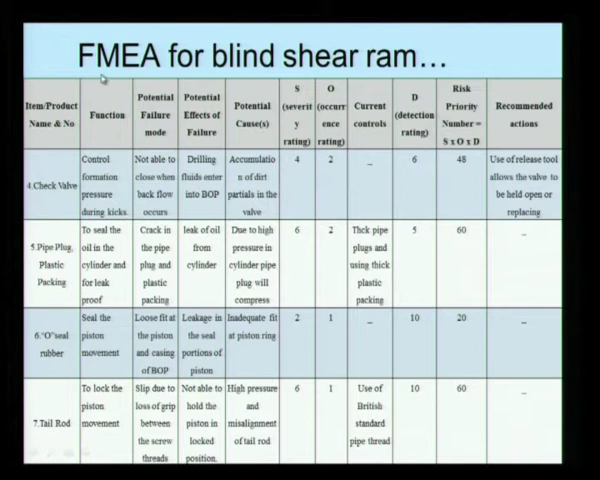 FMEA for blind shear ram…
Item/Product Name & No | Function | Potential Failure mode | Potential Effects of Failure | Potential Cause(s) | S (severit y rating) | O (occurr ence rating) | Current controls | D (detection rating) | Risk Priority Number = S x O x D | Recommended actions
4.Check Valve | Control formation pressure during kicks. | Not able to close when back flow occurs | Drilling fluids enter into BOP | Accumulatio n of dirt partials in the valve | 4 | 2 | _ | 6 | 48 | Use of release tool allows the valve to be held open or replacing
5.Pipe Plug, Plastic Packing | To seal the oil in the cylinder and for leak proof | Crack in the pipe plug and plastic packing | leak of oil from cylinder | Due to high pressure in cylinder pipe plug will compress | 6 | 2 | Thck pipe plugs and using thick plastic packing | 5 | 60 | _
6."O"seal rubber | Seal the piston movement | Loose fit at the piston and casing of BOP | Leakage in the seal portions of piston | Inadequate fit at piston ring | 2 | 1 | _ | 10 | 20 | _
7.Tail Rod | To lock the piston movement | Slip due to loss of grip between the screw threads | Not able to hold the piston in locked position. | High pressure and misalignment of tail rod | 6 | 1 | Use of British standard pipe thread | 10 | 60 | _